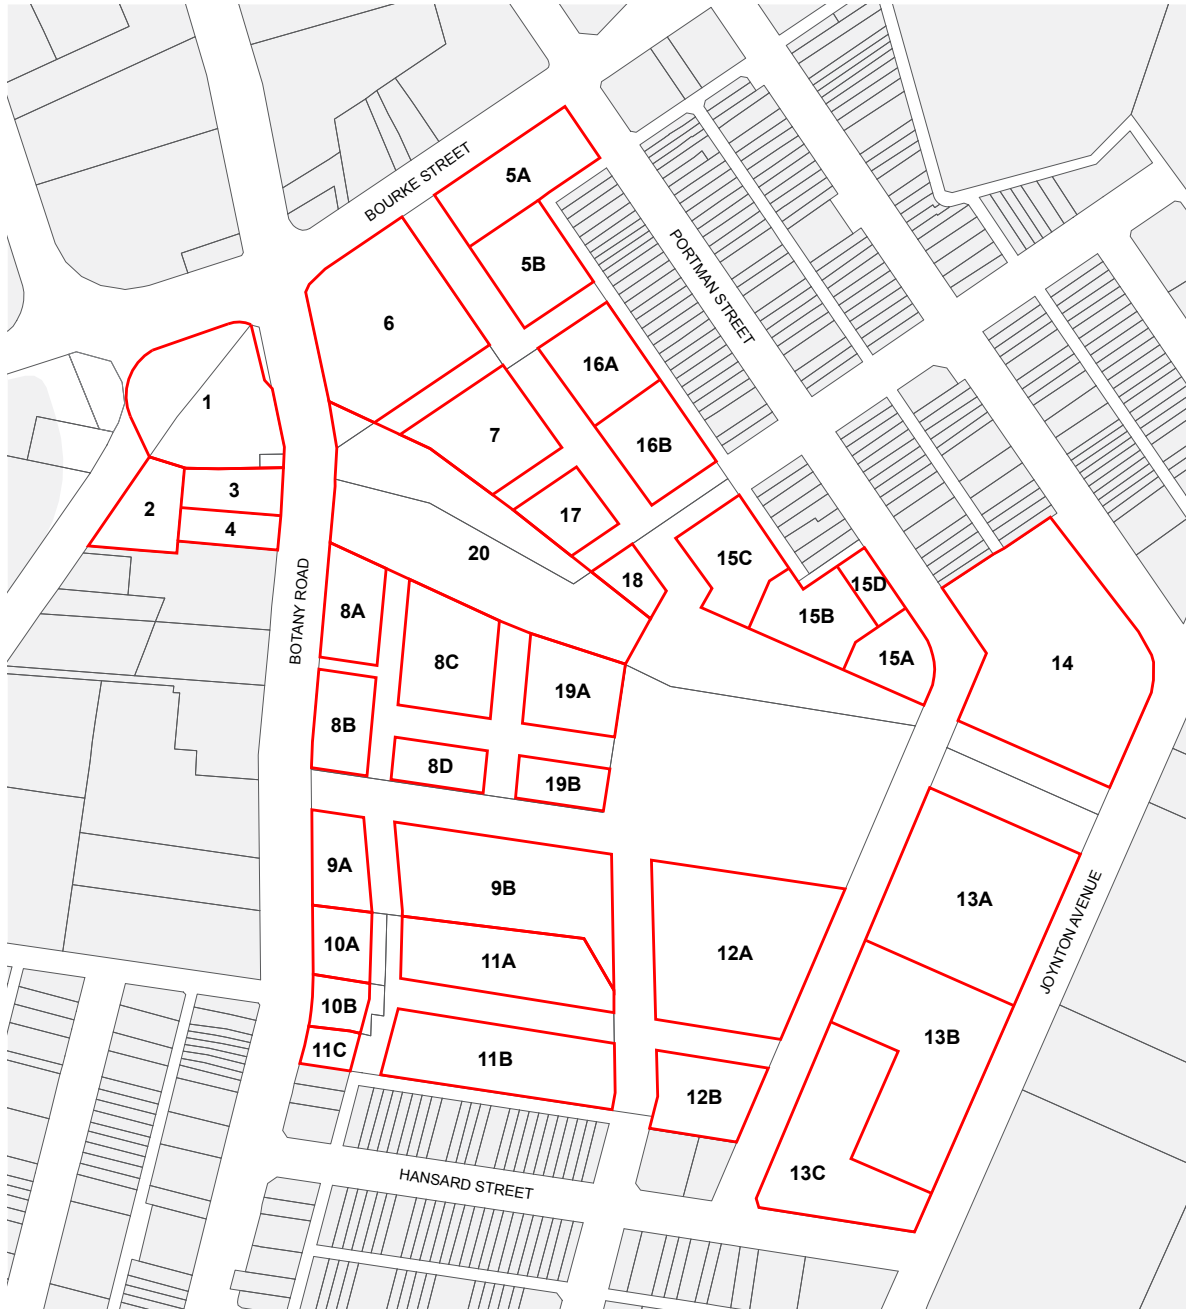 BOURKE STREET
5A
5B
PORTMAN STREET
6
16A
1
7
16B
3
2
4
17
20
15C
18
15D
8A
15B
BOTANY ROAD
15A
8C
14
19A
8B
8D
19B
9A
9B
13A
JOYNTON AVENUE
10A
12A
11A
10B
13B
11C
11B
12B
13C
HANSARD STREET